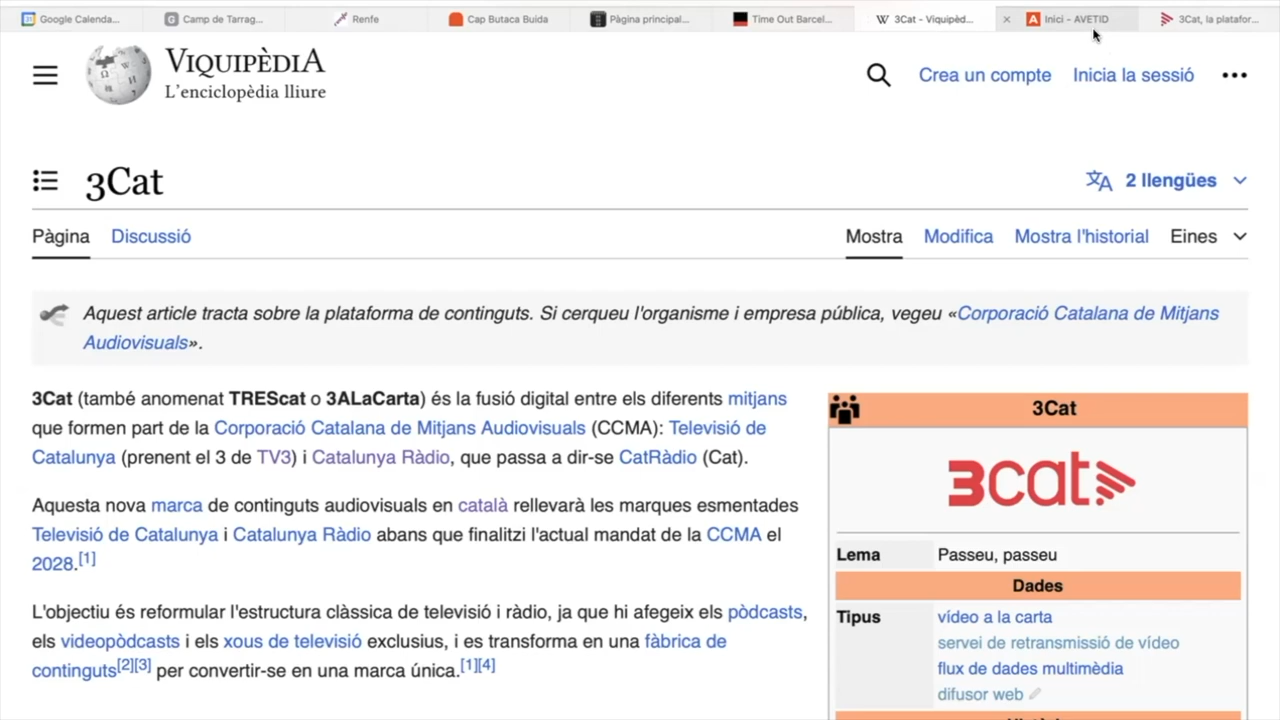 Google Calenda...
Camp de Tarrag...
Renfe
Cap Butaca Buida
Pàgina principal...
Time Out Barcel...
3Cat - Viquipèd...
Inici - AVETID
3Cat, la platafor...
VIQUIPÈDIA
L'enciclopèdia lliure
Crea un compte
Inicia la sessió
3Cat
2 llengües
Pàgina
Discussió
Mostra
Modifica
Mostra l'historial
Eines
Aquest article tracta sobre la plataforma de continguts. Si cerqueu l'organisme i empresa pública, vegeu «Corporació Catalana de Mitjans
Audiovisuals».
3Cat (també anomenat TREScat o 3ALaCarta) és la fusió digital entre els diferents mitjans
que formen part de la Corporació Catalana de Mitjans Audiovisuals (CCMA): Televisió de
Catalunya (prenent el 3 de TV3) i Catalunya Ràdio, que passa a dir-se CatRàdio (Cat).
Aquesta nova marca de continguts audiovisuals en català rellevarà les marques esmentades
Televisió de Catalunya i Catalunya Ràdio abans que finalitzi l'actual mandat de la CCMA el
2028.[1]
L'objectiu és reformular l'estructura clàssica de televisió i ràdio, ja que hi afegeix els pòdcasts,
els videopòdcasts i els xous de televisió exclusius, i es transforma en una fàbrica de
continguts[2][3] per convertir-se en una marca única.[1][4]
3Cat
3cat
Lema Passeu, passeu
Dades
Tipus vídeo a la carta
servei de retransmissió de vídeo
flux de dades multimèdia
difusor web